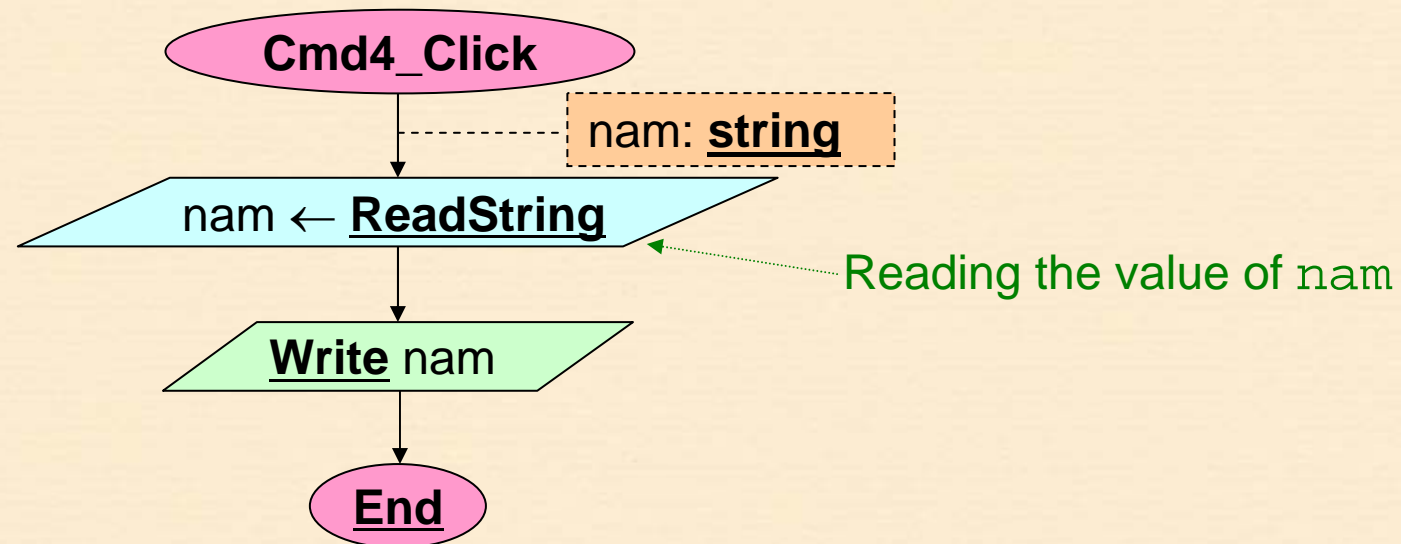 Cmd4_Click
nam: string
nam ← ReadString
Reading the value of nam
Write nam
End